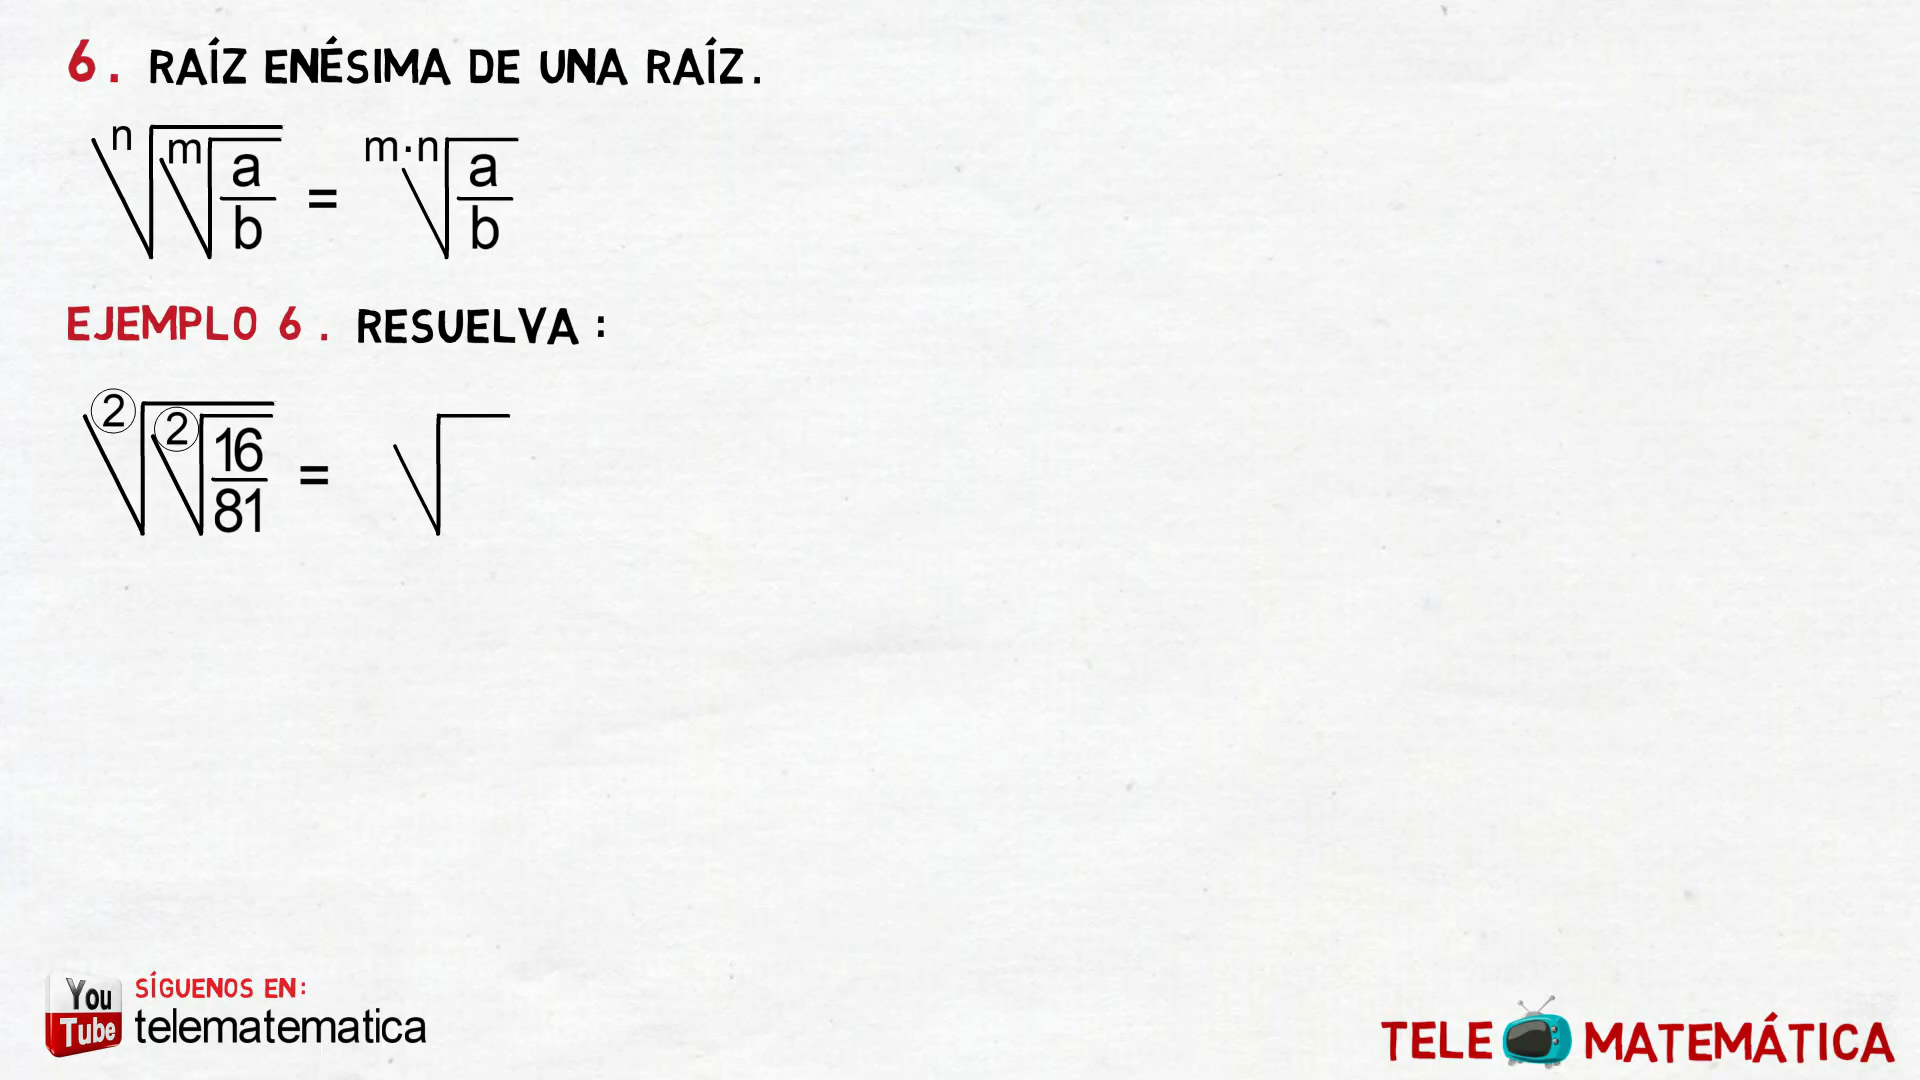 6. RAÍZ ENÉSIMA DE UNA RAÍZ.
n√(m√(a/b)) = m·n√(a/b)
EJEMPLO 6. RESUELVA:
2√(2√(16/81)) = √
You Tube SÍGUENOS EN:
telematematica
TELE MATEMÁTICA